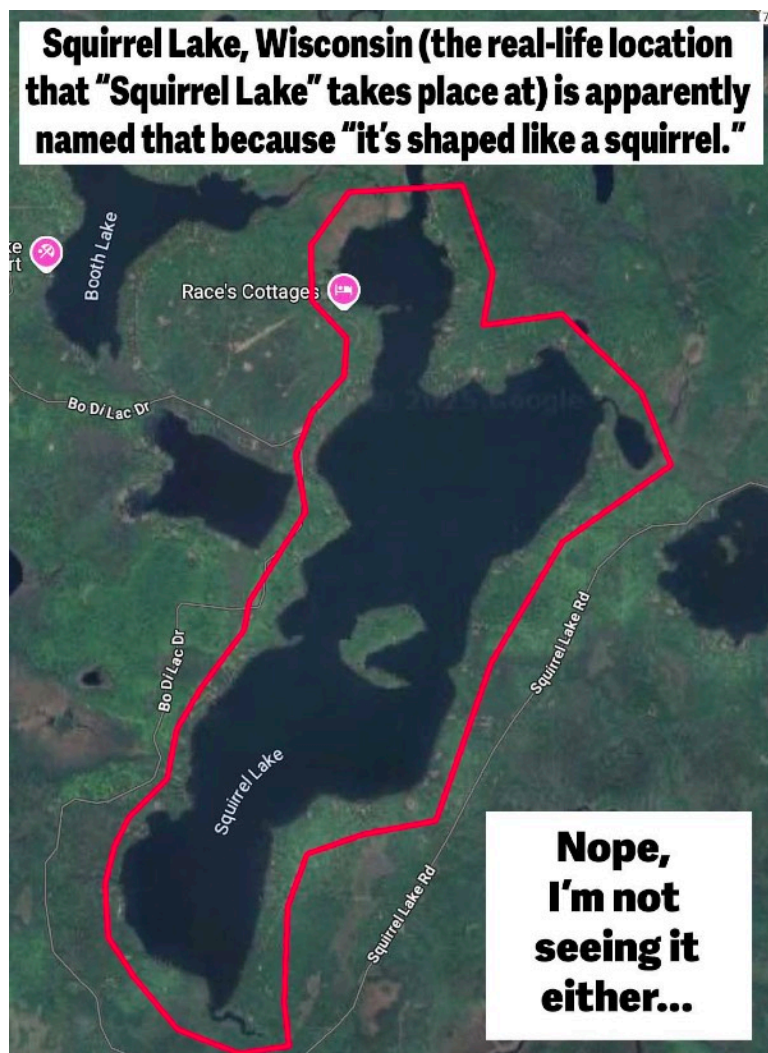 Squirrel Lake, Wisconsin (the real-life location
that “Squirrel Lake” takes place at) is apparently
named that because “it’s shaped like a squirrel.”
Booth Lake
Race's Cottages
Bo Di Lac Dr
Squirrel Lake Rd
Bo Di Lac Dr
Squirrel Lake
Squirrel Lake Rd
Nope,
I’m not
seeing it
either...